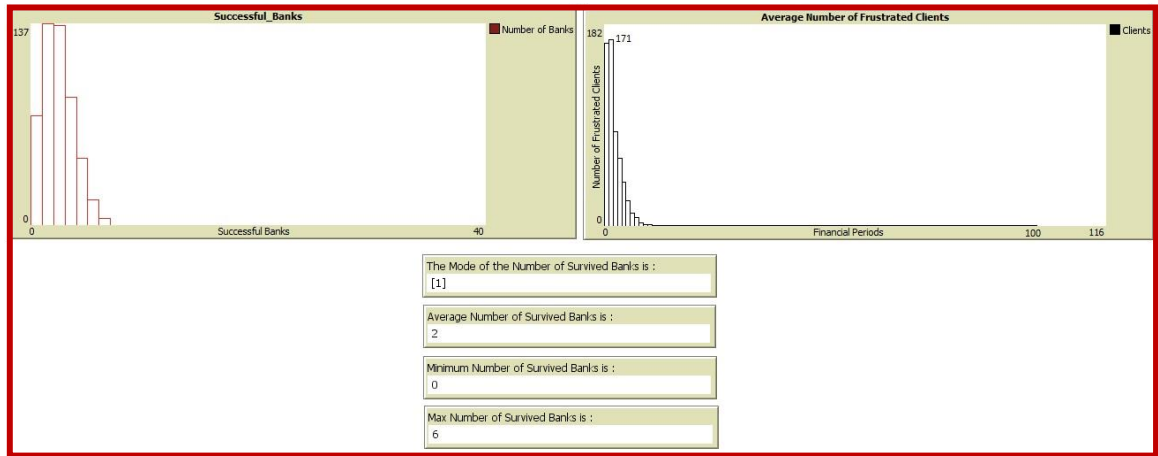 Successful_Banks
137
0
0
Successful Banks
40
Number of Banks
Average Number of Frustrated Clients
182
171
Number of Frustrated Clients
0
0
Financial Periods
100
116
Clients
The Mode of the Number of Survived Banks is :
[1]
Average Number of Survived Banks is :
2
Minimum Number of Survived Banks is :
0
Max Number of Survived Banks is :
6